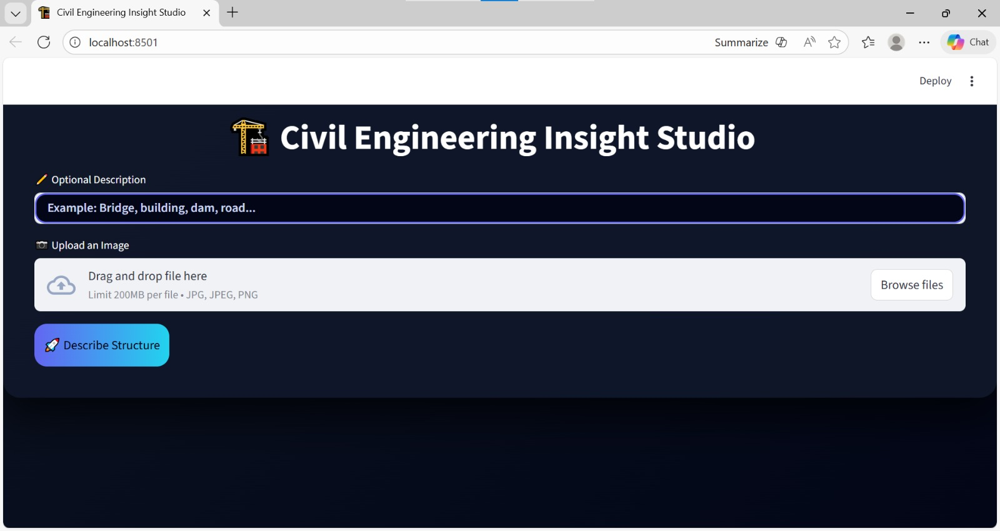 Civil Engineering Insight Studio
localhost:8501
Summarize
Chat
Deploy
Civil Engineering Insight Studio
Optional Description
Example: Bridge, building, dam, road...
Upload an Image
Drag and drop file here
Limit 200MB per file • JPG, JPEG, PNG
Browse files
Describe Structure